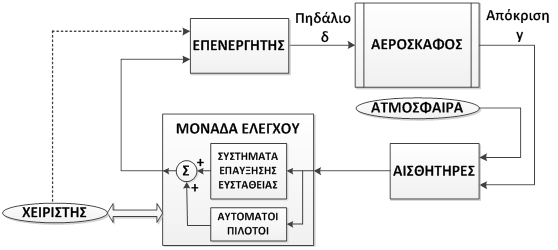 Πηδάλιο
δ
Απόκριση
y
ΕΠΕΝΕΡΓΗΤΗΣ
ΑΕΡΟΣΚΑΦΟΣ
ΑΤΜΟΣΦΑΙΡΑ
ΜΟΝΑΔΑ ΕΛΕΓΧΟΥ
ΣΥΣΤΗΜΑΤΑ
ΕΠΑΥΞΗΣΗΣ
ΕΥΣΤΑΘΕΙΑΣ
Σ
+
+
ΑΙΣΘΗΤΗΡΕΣ
ΧΕΙΡΙΣΤΗΣ
ΑΥΤΟΜΑΤΟΙ
ΠΙΛΟΤΟΙ